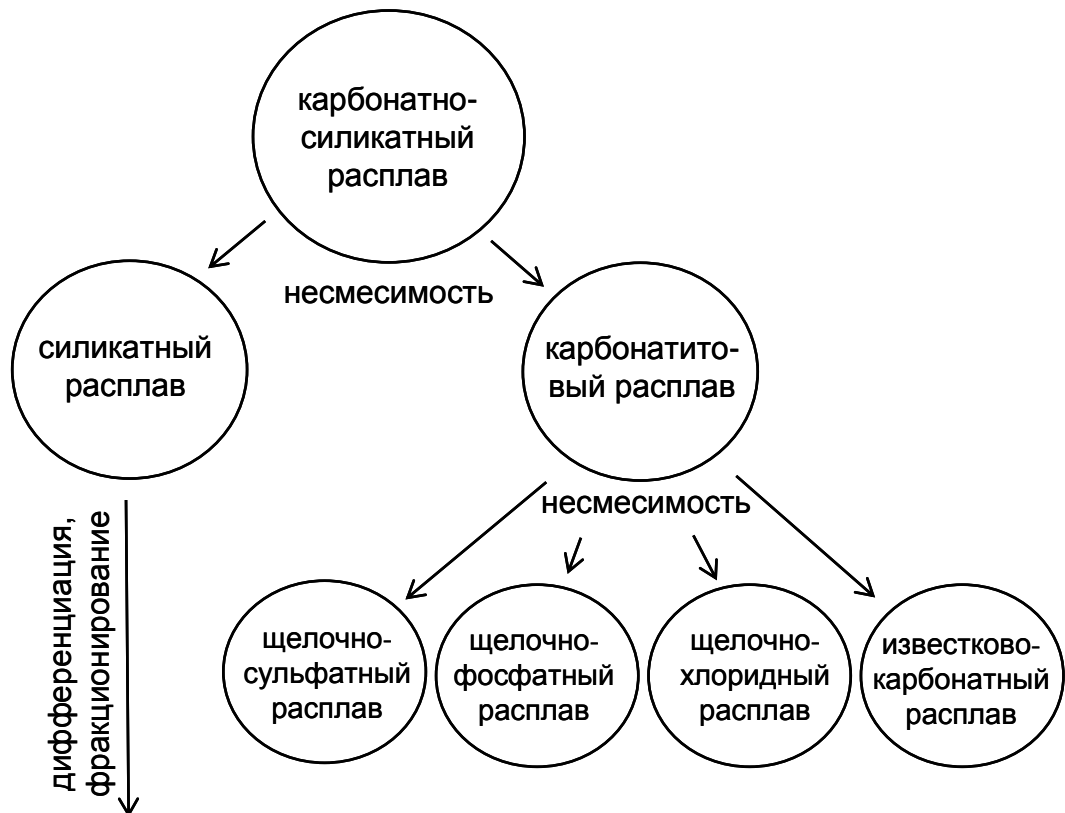 карбонатно-
силикатный
расплав
несмесимость
силикатный
расплав
карбонатито-
вый расплав
дифференциация,
фракционирование
несмесимость
щелочно-
сульфатный
расплав
щелочно-
фосфатный
расплав
щелочно-
хлоридный
расплав
известково-
карбонатный
расплав